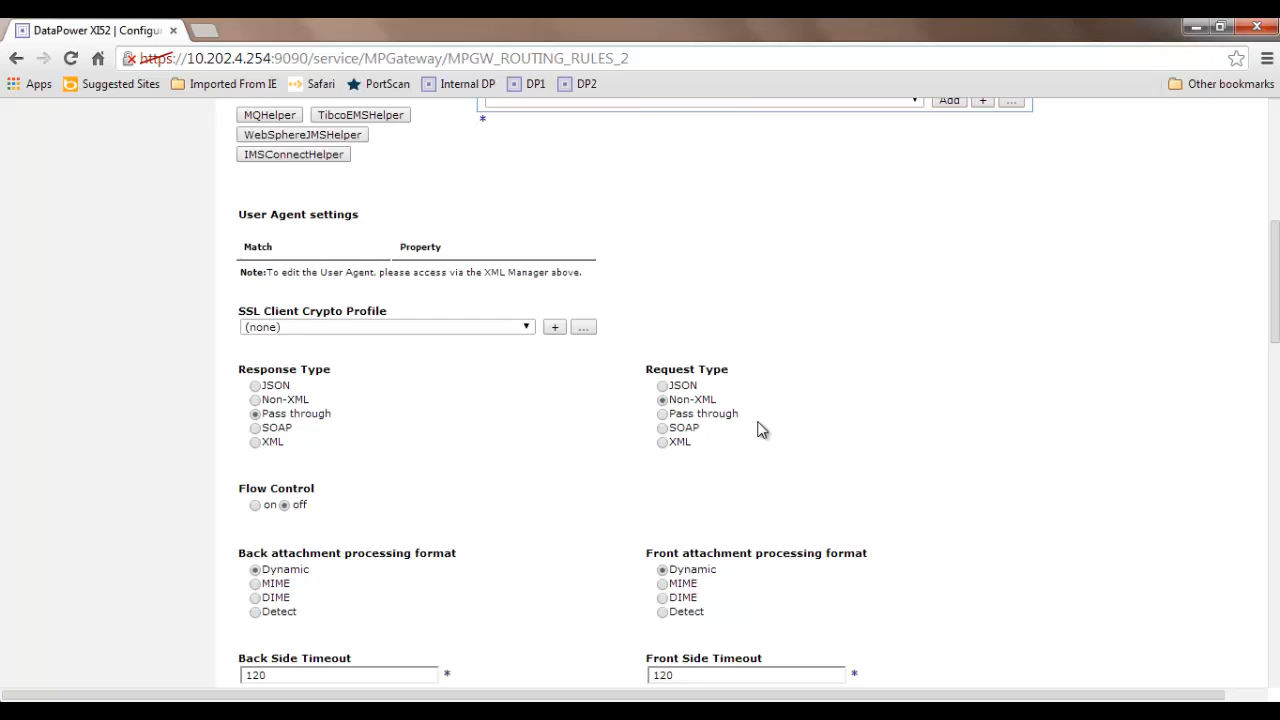 DataPower XI52 | Configu
https://10.202.4.254:9090/service/MPGateway/MPGW_ROUTING_RULES_2
Apps Suggested Sites Imported From IE Safari PortScan Internal DP DP1 DP2 Other bookmarks
Add + ...
MQHelper TibcoEMSHelper
*
WebSphereJMSHelper
IMSConnectHelper
User Agent settings
Match Property
Note:To edit the User Agent, please access via the XML Manager above.
SSL Client Crypto Profile
(none) + ...
Response Type Request Type
JSON JSON
Non-XML Non-XML
Pass through Pass through
SOAP SOAP
XML XML
Flow Control
on off
Back attachment processing format Front attachment processing format
Dynamic Dynamic
MIME MIME
DIME DIME
Detect Detect
Back Side Timeout Front Side Timeout
120 * 120 *